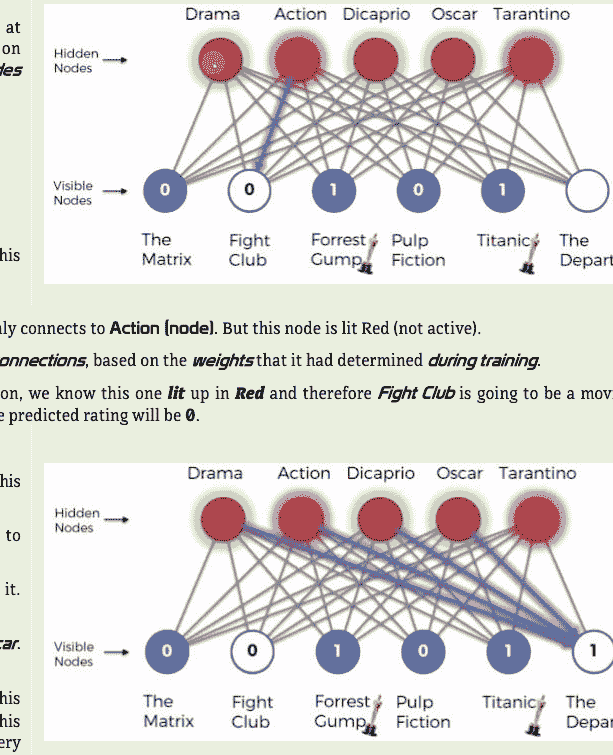 at
on
des
Drama Action Dicaprio Oscar Tarantino
Hidden
Nodes
Visible
Nodes
0 0 1 0 1
The
Matrix
Fight
Club
Forrest
Gump
Pulp
Fiction
Titanic
The
Depart
his
nly connects to Action (node). But this node is lit Red (not active).
onnections, based on the weights that it had determined during training.
on, we know this one lit up in Red and therefore Fight Club is going to be a movi
e predicted rating will be 0.
his
to
it.
car.
his
his
ery
Drama Action Dicaprio Oscar Tarantino
Hidden
Nodes
Visible
Nodes
0 0 1 0 1 1
The
Matrix
Fight
Club
Forrest
Gump
Pulp
Fiction
Titanic
The
Depart